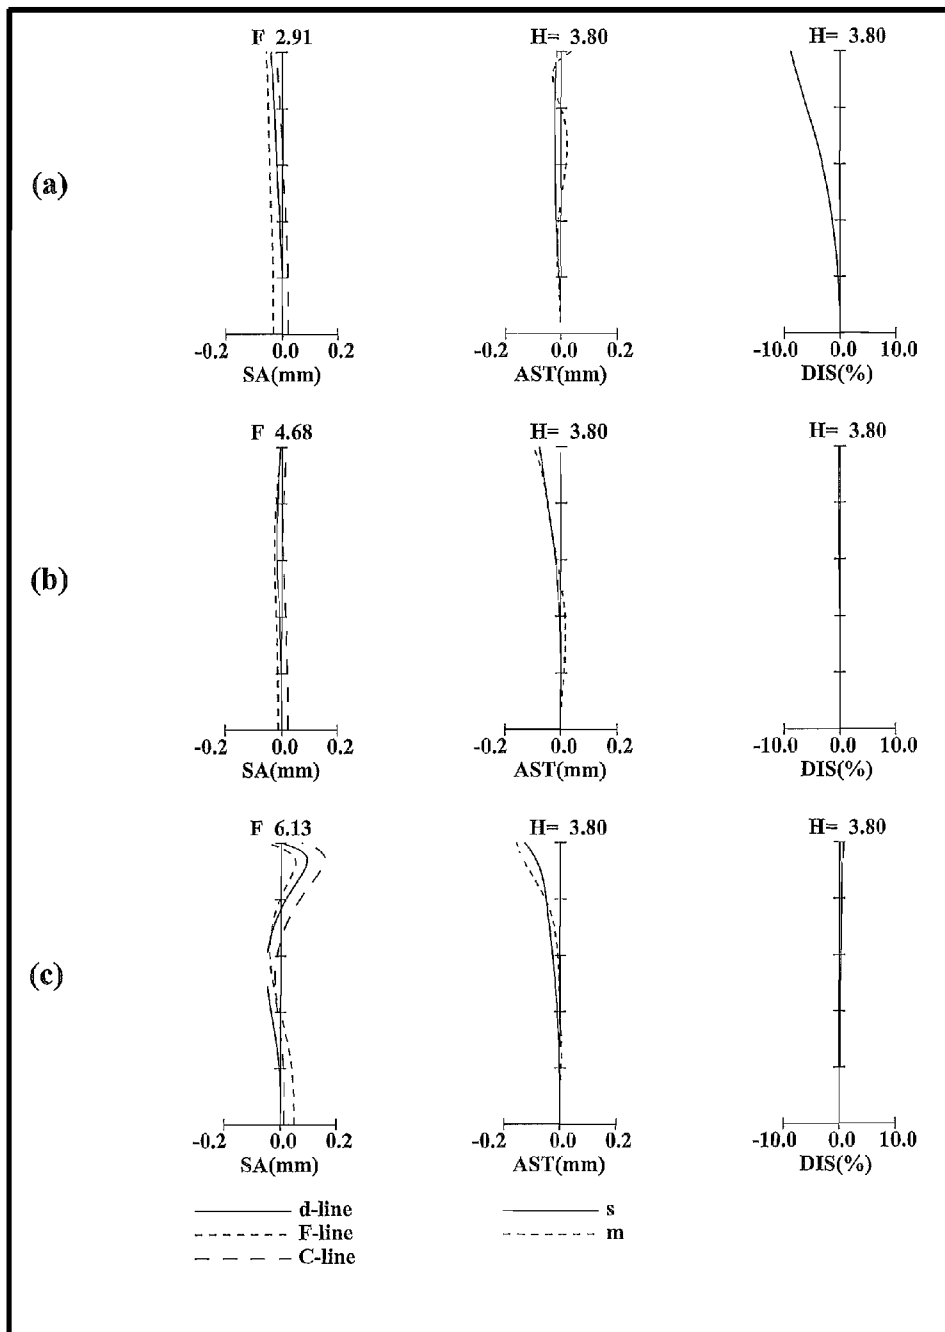 F 2.91 H= 3.80 H= 3.80
(a)
-0.2 0.0 0.2 -0.2 0.0 0.2 -10.0 0.0 10.0
SA(mm) AST(mm) DIS(%)
F 4.68 H= 3.80 H= 3.80
(b)
-0.2 0.0 0.2 -0.2 0.0 0.2 -10.0 0.0 10.0
SA(mm) AST(mm) DIS(%)
F 6.13 H= 3.80 H= 3.80
(c)
-0.2 0.0 0.2 -0.2 0.0 0.2 -10.0 0.0 10.0
SA(mm) AST(mm) DIS(%)
d-line s
F-line m
C-line